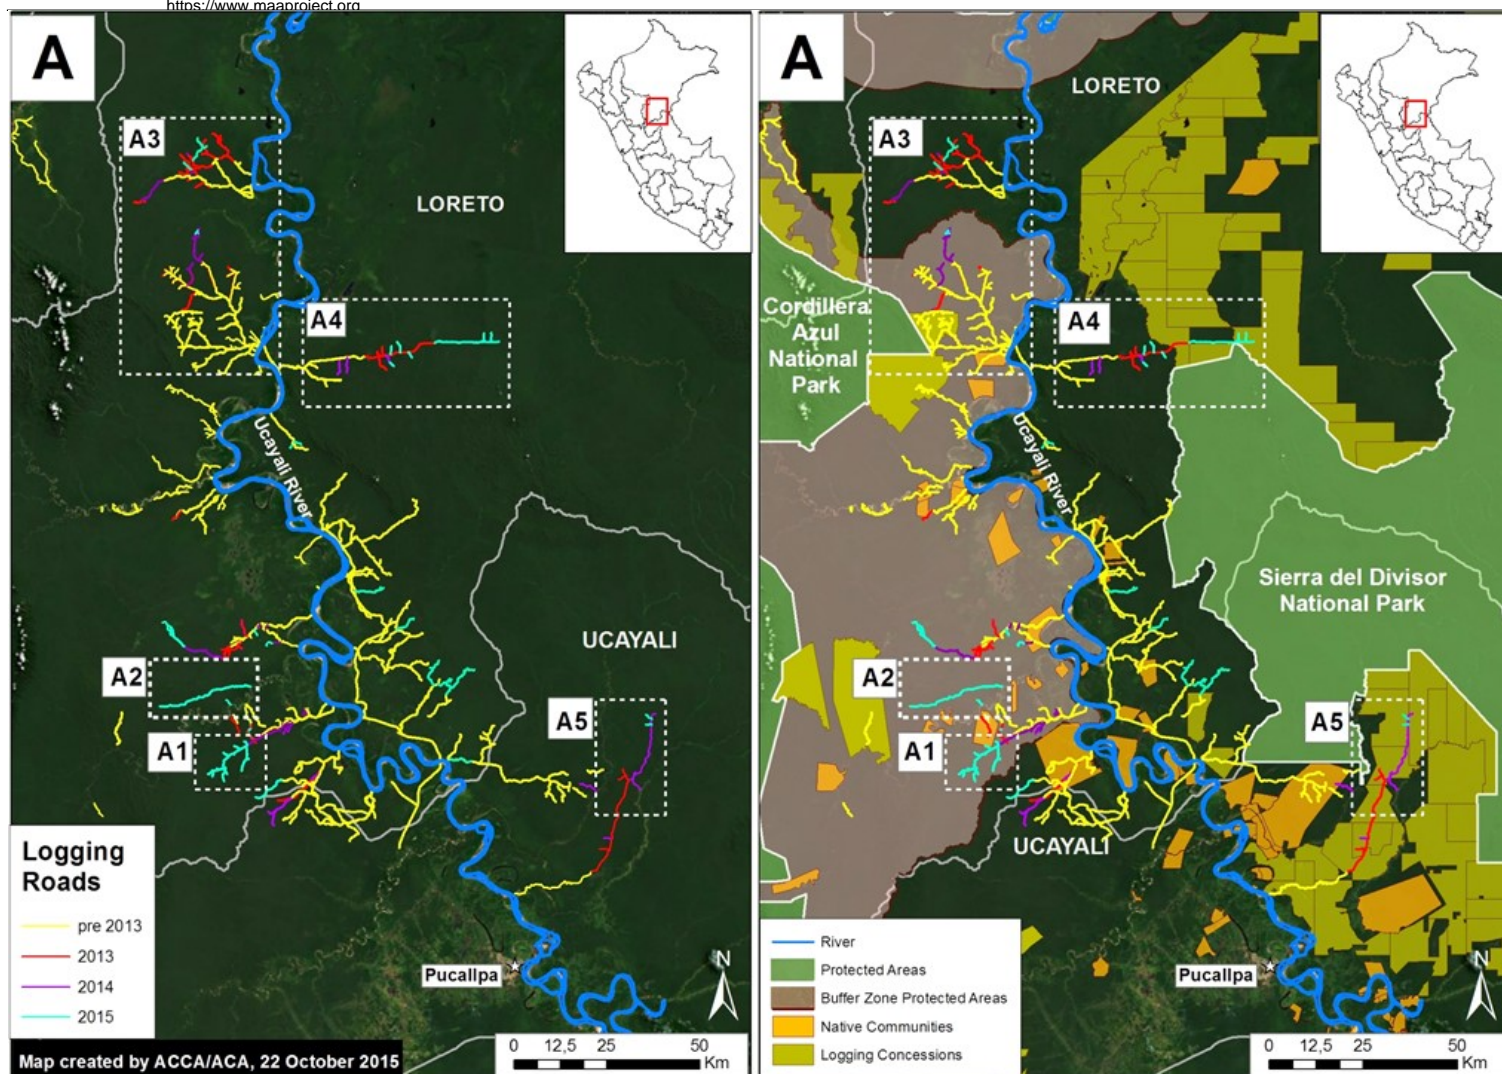 https://www.maaproject.org
A
A3
LORETO
A4
Ucayali River
UCAYALI
A2
A5
A1
Logging
Roads
pre 2013
2013
2014
2015
Pucallpa
N
0 12,5 25 50
Km
Map created by ACCA/ACA, 22 October 2015
A
LORETO
A3
Cordillera
Azul
National
Park
A4
Ucayali River
Sierra del Divisor
National Park
A2
A5
A1
UCAYALI
River
Protected Areas
Buffer Zone Protected Areas
Native Communities
Logging Concessions
Pucallpa
N
0 12,5 25 50
Km